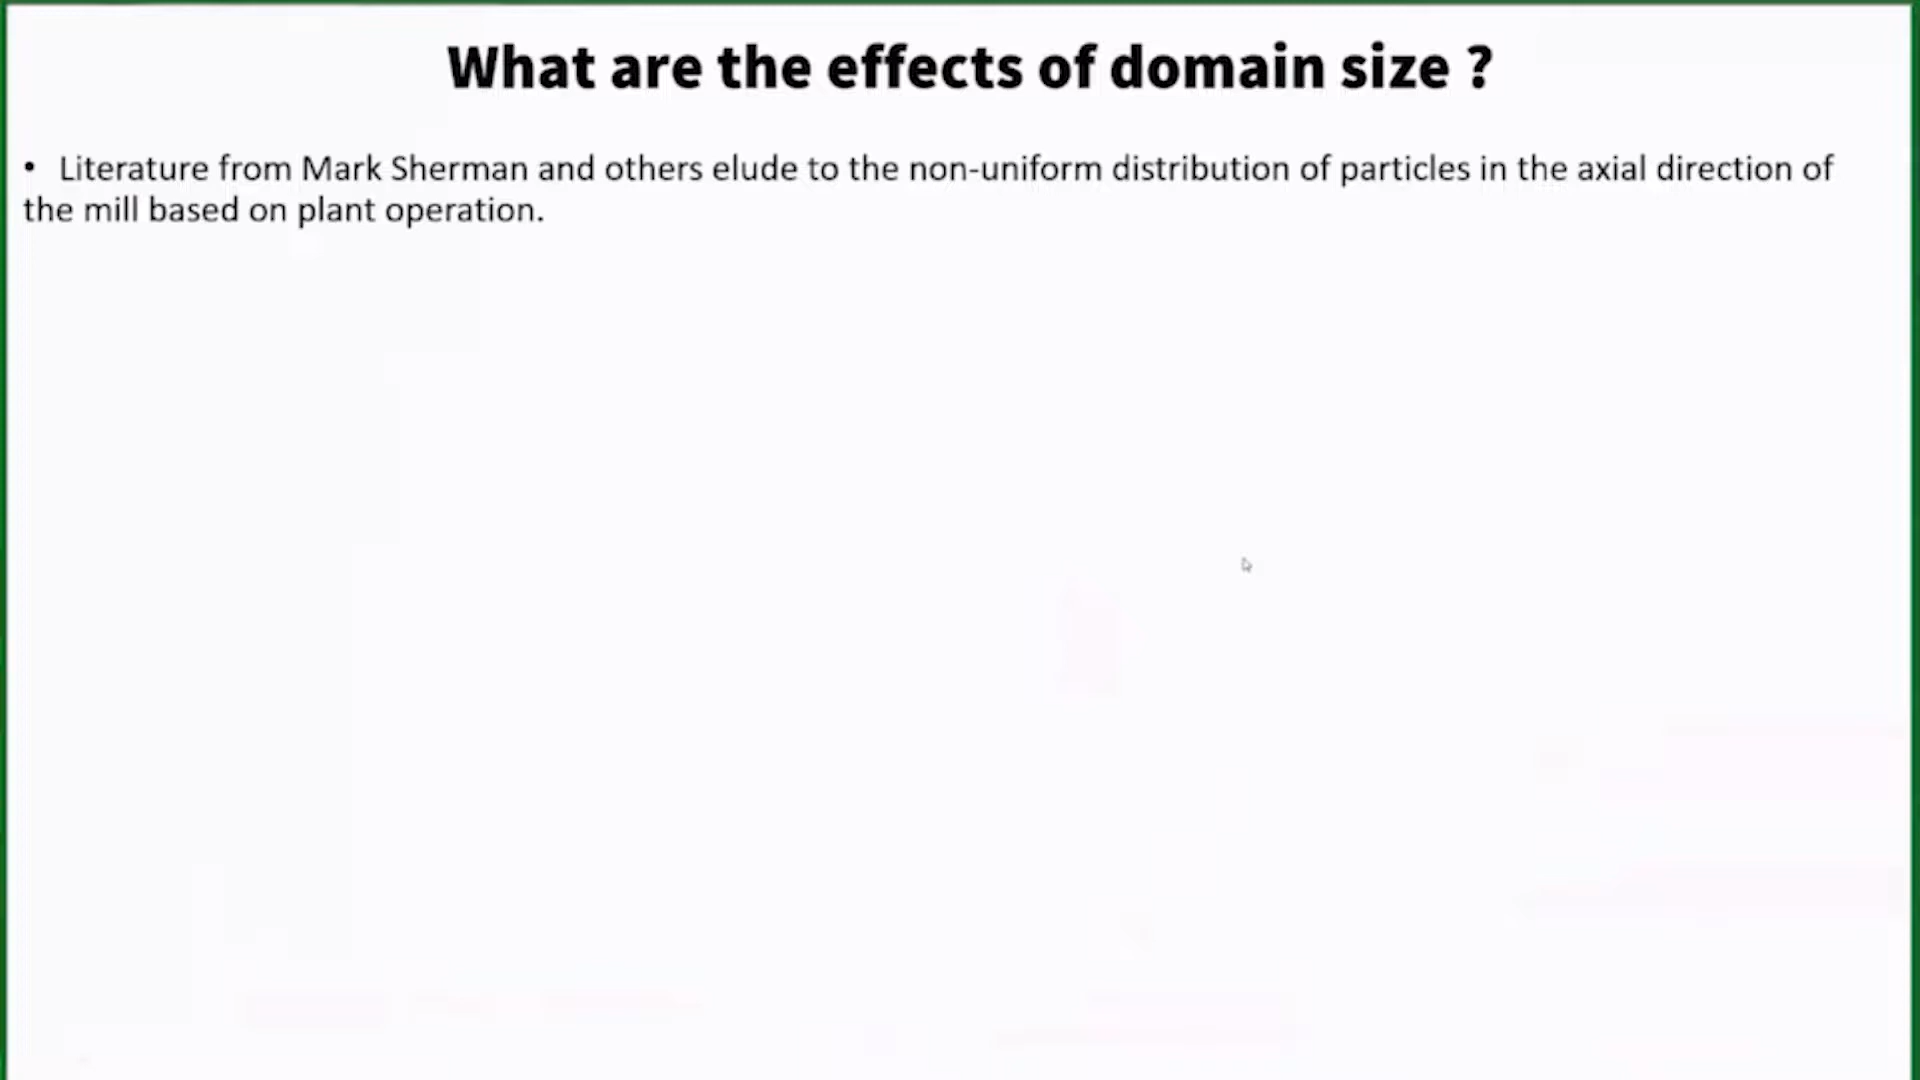 What are the effects of domain size ?
• Literature from Mark Sherman and others elude to the non-uniform distribution of particles in the axial direction of
the mill based on plant operation.